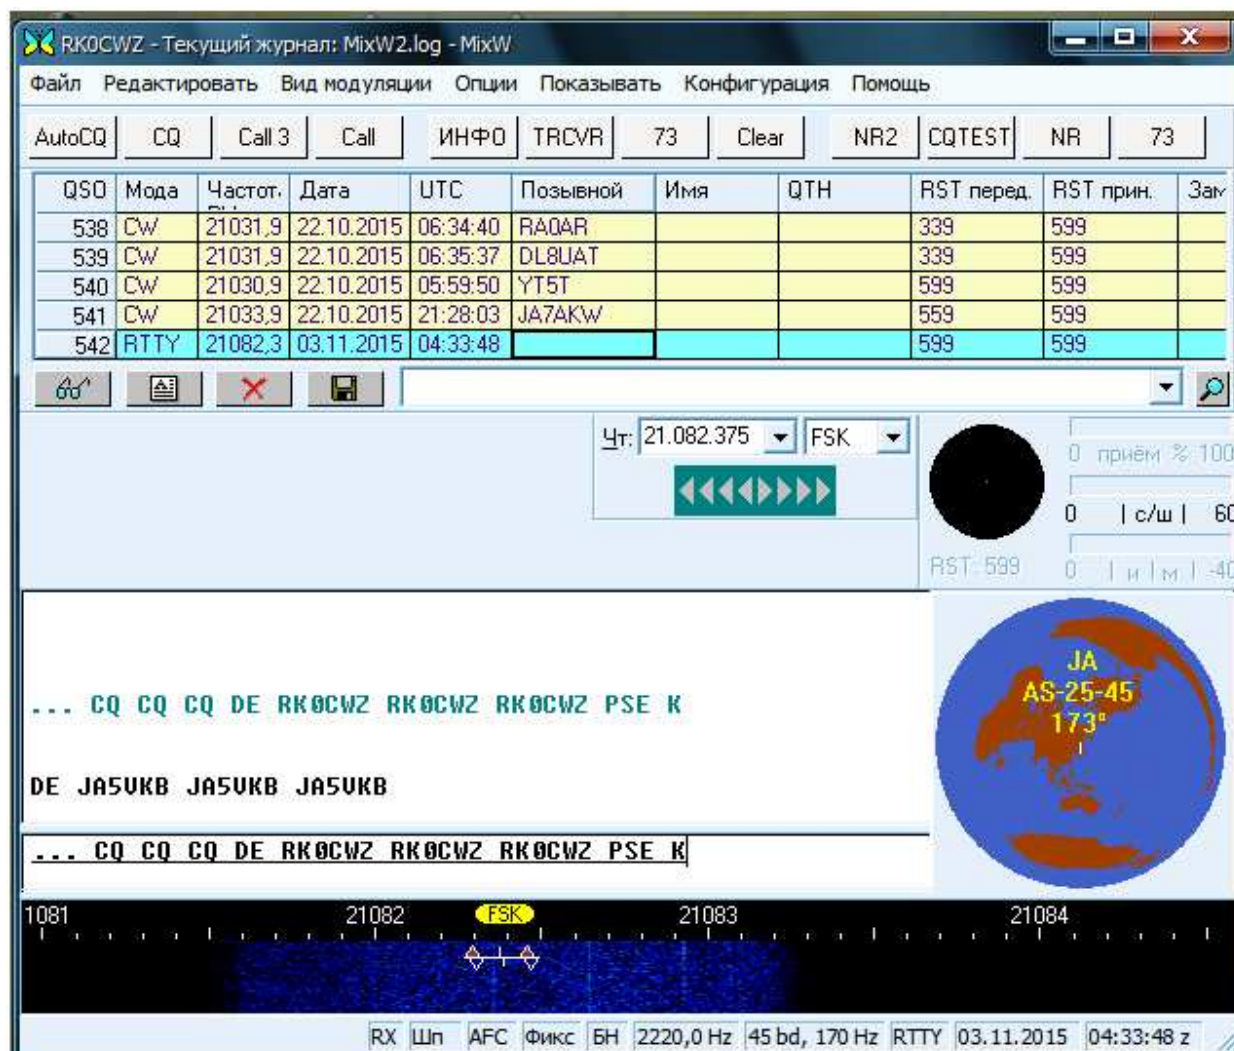 RK0CWZ - Текущий журнал: MixW2.log - MixW
Файл Редактировать Вид модуляции Опции Показывать Конфигурация Помощь
AutoCQ CQ Call 3 Call ИНФО TRCVR 73 Clear NR2 CQTEST NR 73
QSO Мода Частот. Дата UTC Позывной Имя QTH RST перед. RST прин. Зам
538 CW 21031,9 22.10.2015 06:34:40 RA0AR 339 599
539 CW 21031,9 22.10.2015 06:35:37 DL8UAT 339 599
540 CW 21030,9 22.10.2015 05:59:50 YT5T 599 599
541 CW 21033,9 22.10.2015 21:28:03 JA7AKW 559 599
542 RTTY 21082,3 03.11.2015 04:33:48 599 599
Чт: 21.082.375 FSK
0 приём % 100
0 | с/ш | 60
RST: 599 0 | и | м | -40
JA
AS-25-45
173°
... CQ CQ CQ DE RK0CWZ RK0CWZ RK0CWZ PSE K
DE JA5VKB JA5VKB JA5VKB
... CQ CQ CQ DE RK0CWZ RK0CWZ RK0CWZ PSE K
1081 21082 FSK 21083 21084
RX Шп AFC Фикс БН 2220,0 Hz 45 bd, 170 Hz RTTY 03.11.2015 04:33:48 z